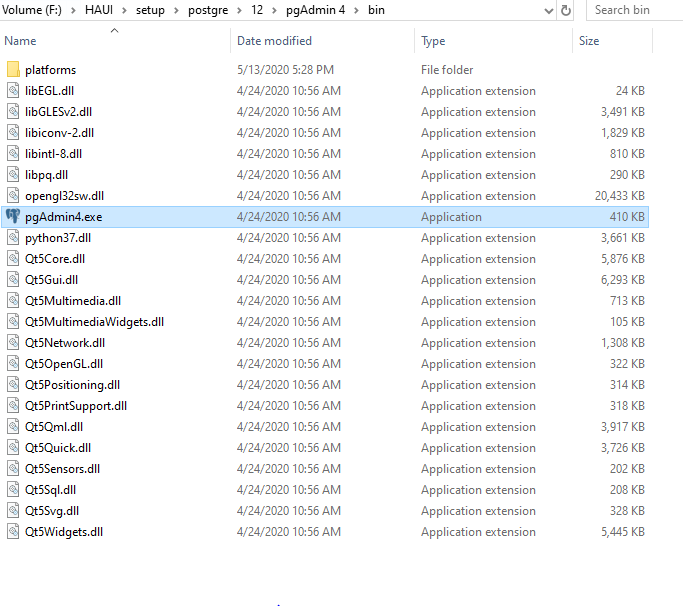 Volume (F:) > HAUI > setup > postgre > 12 > pgAdmin 4 > bin Search bin
Name Date modified Type Size
platforms 5/13/2020 5:28 PM File folder
libEGL.dll 4/24/2020 10:56 AM Application extension 24 KB
libGLESv2.dll 4/24/2020 10:56 AM Application extension 3,491 KB
libiconv-2.dll 4/24/2020 10:56 AM Application extension 1,829 KB
libintl-8.dll 4/24/2020 10:56 AM Application extension 810 KB
libpq.dll 4/24/2020 10:56 AM Application extension 290 KB
opengl32sw.dll 4/24/2020 10:56 AM Application extension 20,433 KB
pgAdmin4.exe 4/24/2020 10:56 AM Application 410 KB
python37.dll 4/24/2020 10:56 AM Application extension 3,661 KB
Qt5Core.dll 4/24/2020 10:56 AM Application extension 5,876 KB
Qt5Gui.dll 4/24/2020 10:56 AM Application extension 6,293 KB
Qt5Multimedia.dll 4/24/2020 10:56 AM Application extension 713 KB
Qt5MultimediaWidgets.dll 4/24/2020 10:56 AM Application extension 105 KB
Qt5Network.dll 4/24/2020 10:56 AM Application extension 1,308 KB
Qt5OpenGL.dll 4/24/2020 10:56 AM Application extension 322 KB
Qt5Positioning.dll 4/24/2020 10:56 AM Application extension 314 KB
Qt5PrintSupport.dll 4/24/2020 10:56 AM Application extension 318 KB
Qt5Qml.dll 4/24/2020 10:56 AM Application extension 3,917 KB
Qt5Quick.dll 4/24/2020 10:56 AM Application extension 3,726 KB
Qt5Sensors.dll 4/24/2020 10:56 AM Application extension 202 KB
Qt5Sql.dll 4/24/2020 10:56 AM Application extension 208 KB
Qt5Svg.dll 4/24/2020 10:56 AM Application extension 328 KB
Qt5Widgets.dll 4/24/2020 10:56 AM Application extension 5,445 KB